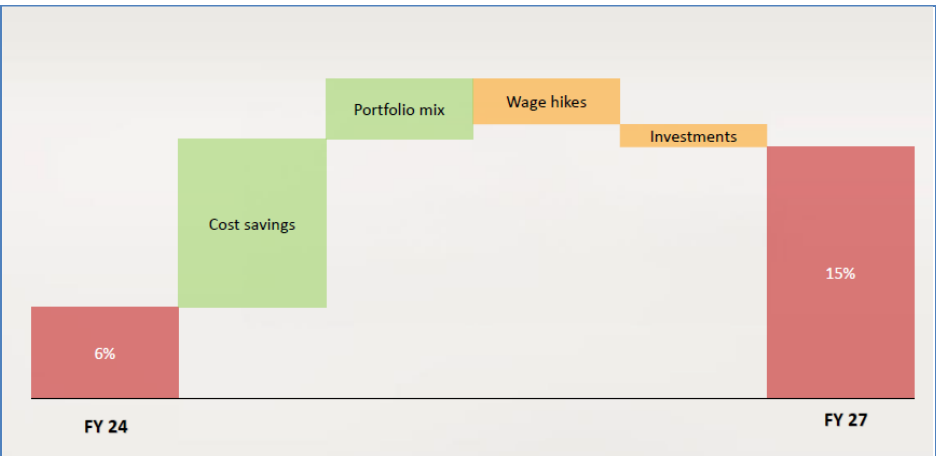 Portfolio mix
Wage hikes
Investments
Cost savings
15%
6%
FY 24
FY 27